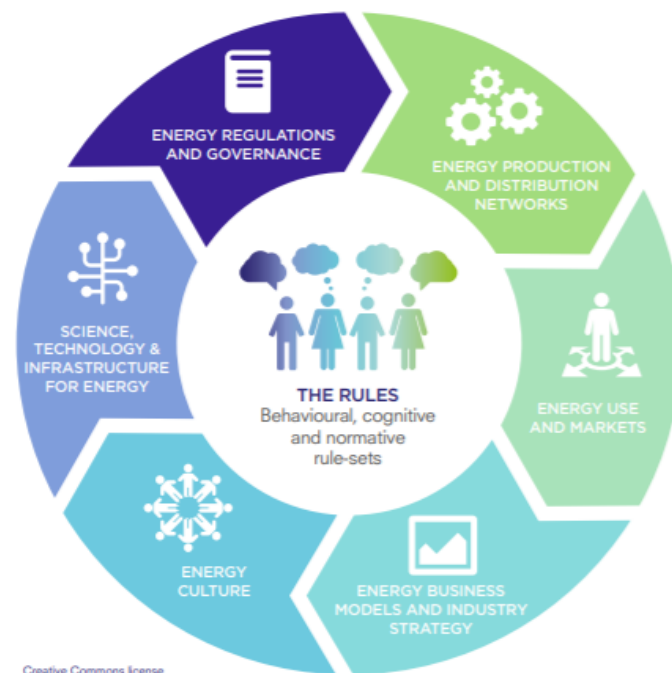 ENERGY REGULATIONS
AND GOVERNANCE
ENERGY PRODUCTION
AND DISTRIBUTION
NETWORKS
ENERGY USE
AND MARKETS
ENERGY BUSINESS
MODELS AND INDUSTRY
STRATEGY
ENERGY
CULTURE
SCIENCE,
TECHNOLOGY &
INFRASTRUCTURE
FOR ENERGY
THE RULES
Behavioural, cognitive
and normative
rule-sets
Creative Commons license